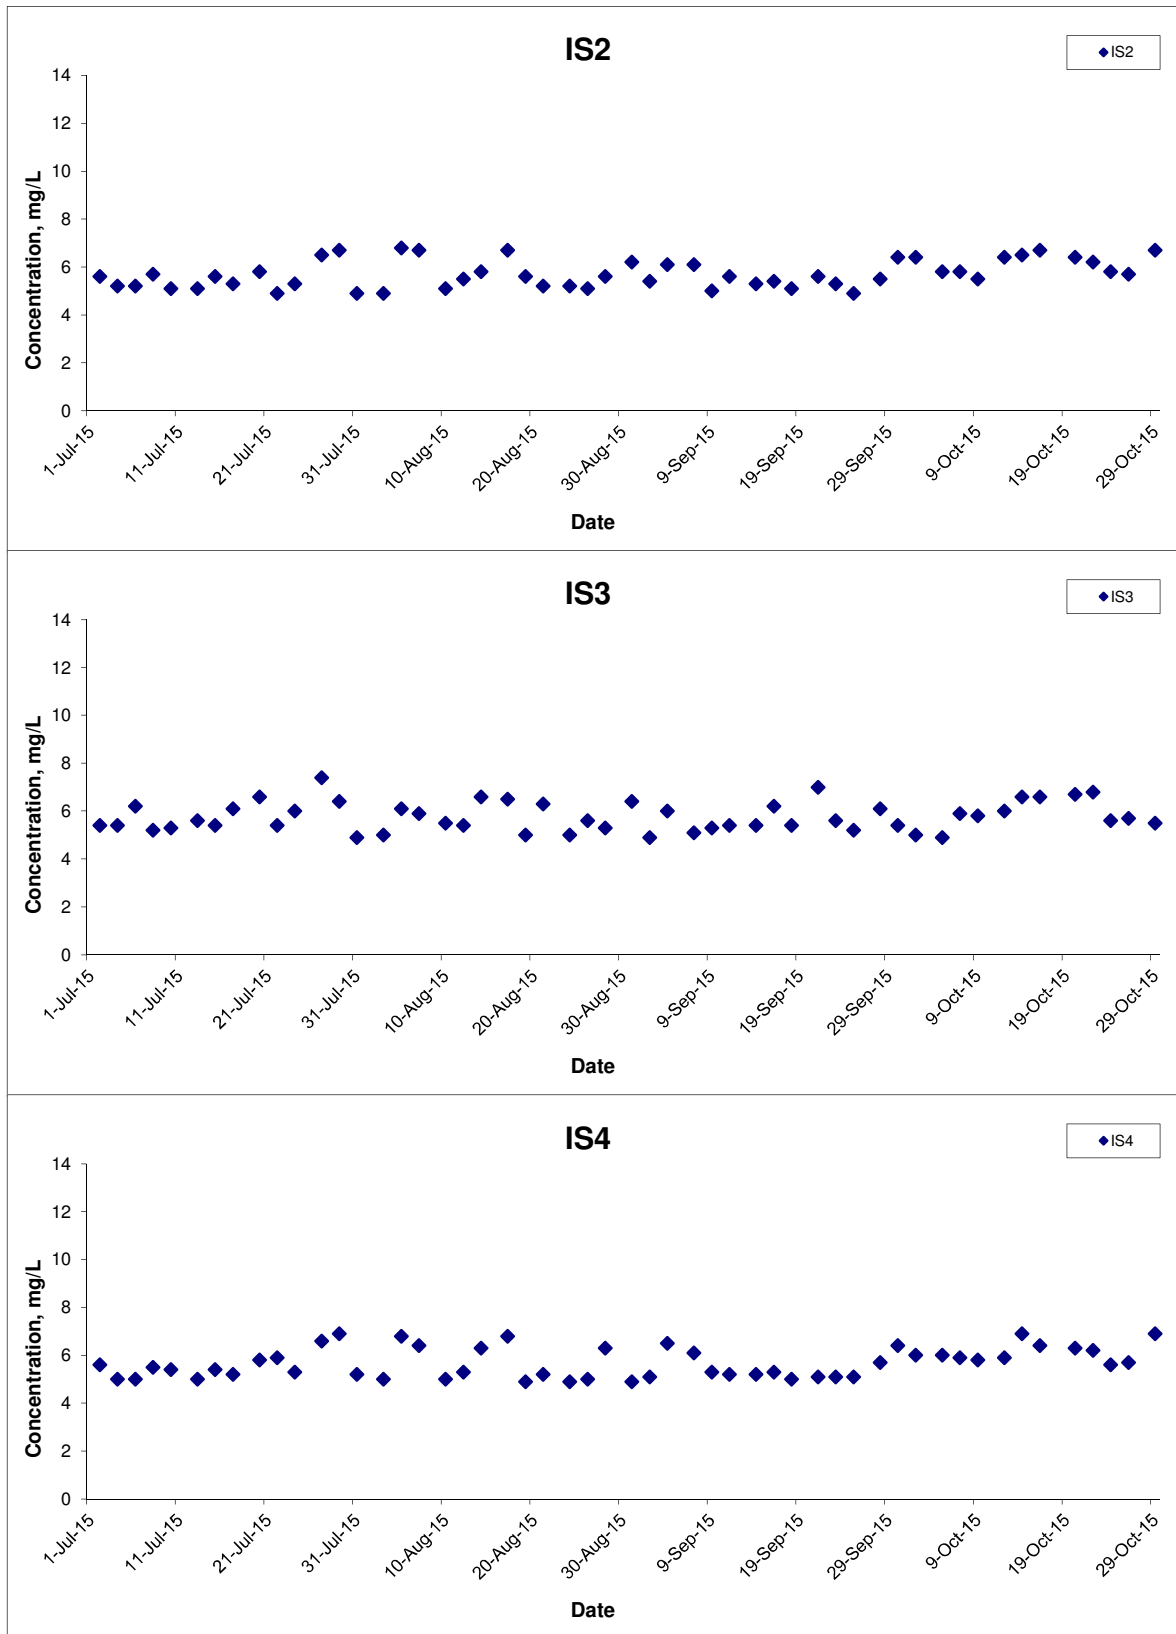 IS2
IS2
14
12
10
8
6
4
2
0
Concentration, mg/L
1-Jul-15
11-Jul-15
21-Jul-15
31-Jul-15
10-Aug-15
20-Aug-15
30-Aug-15
9-Sep-15
19-Sep-15
29-Sep-15
9-Oct-15
19-Oct-15
29-Oct-15
Date
IS3
IS3
14
12
10
8
6
4
2
0
Concentration, mg/L
1-Jul-15
11-Jul-15
21-Jul-15
31-Jul-15
10-Aug-15
20-Aug-15
30-Aug-15
9-Sep-15
19-Sep-15
29-Sep-15
9-Oct-15
19-Oct-15
29-Oct-15
Date
IS4
IS4
14
12
10
8
6
4
2
0
Concentration, mg/L
1-Jul-15
11-Jul-15
21-Jul-15
31-Jul-15
10-Aug-15
20-Aug-15
30-Aug-15
9-Sep-15
19-Sep-15
29-Sep-15
9-Oct-15
19-Oct-15
29-Oct-15
Date